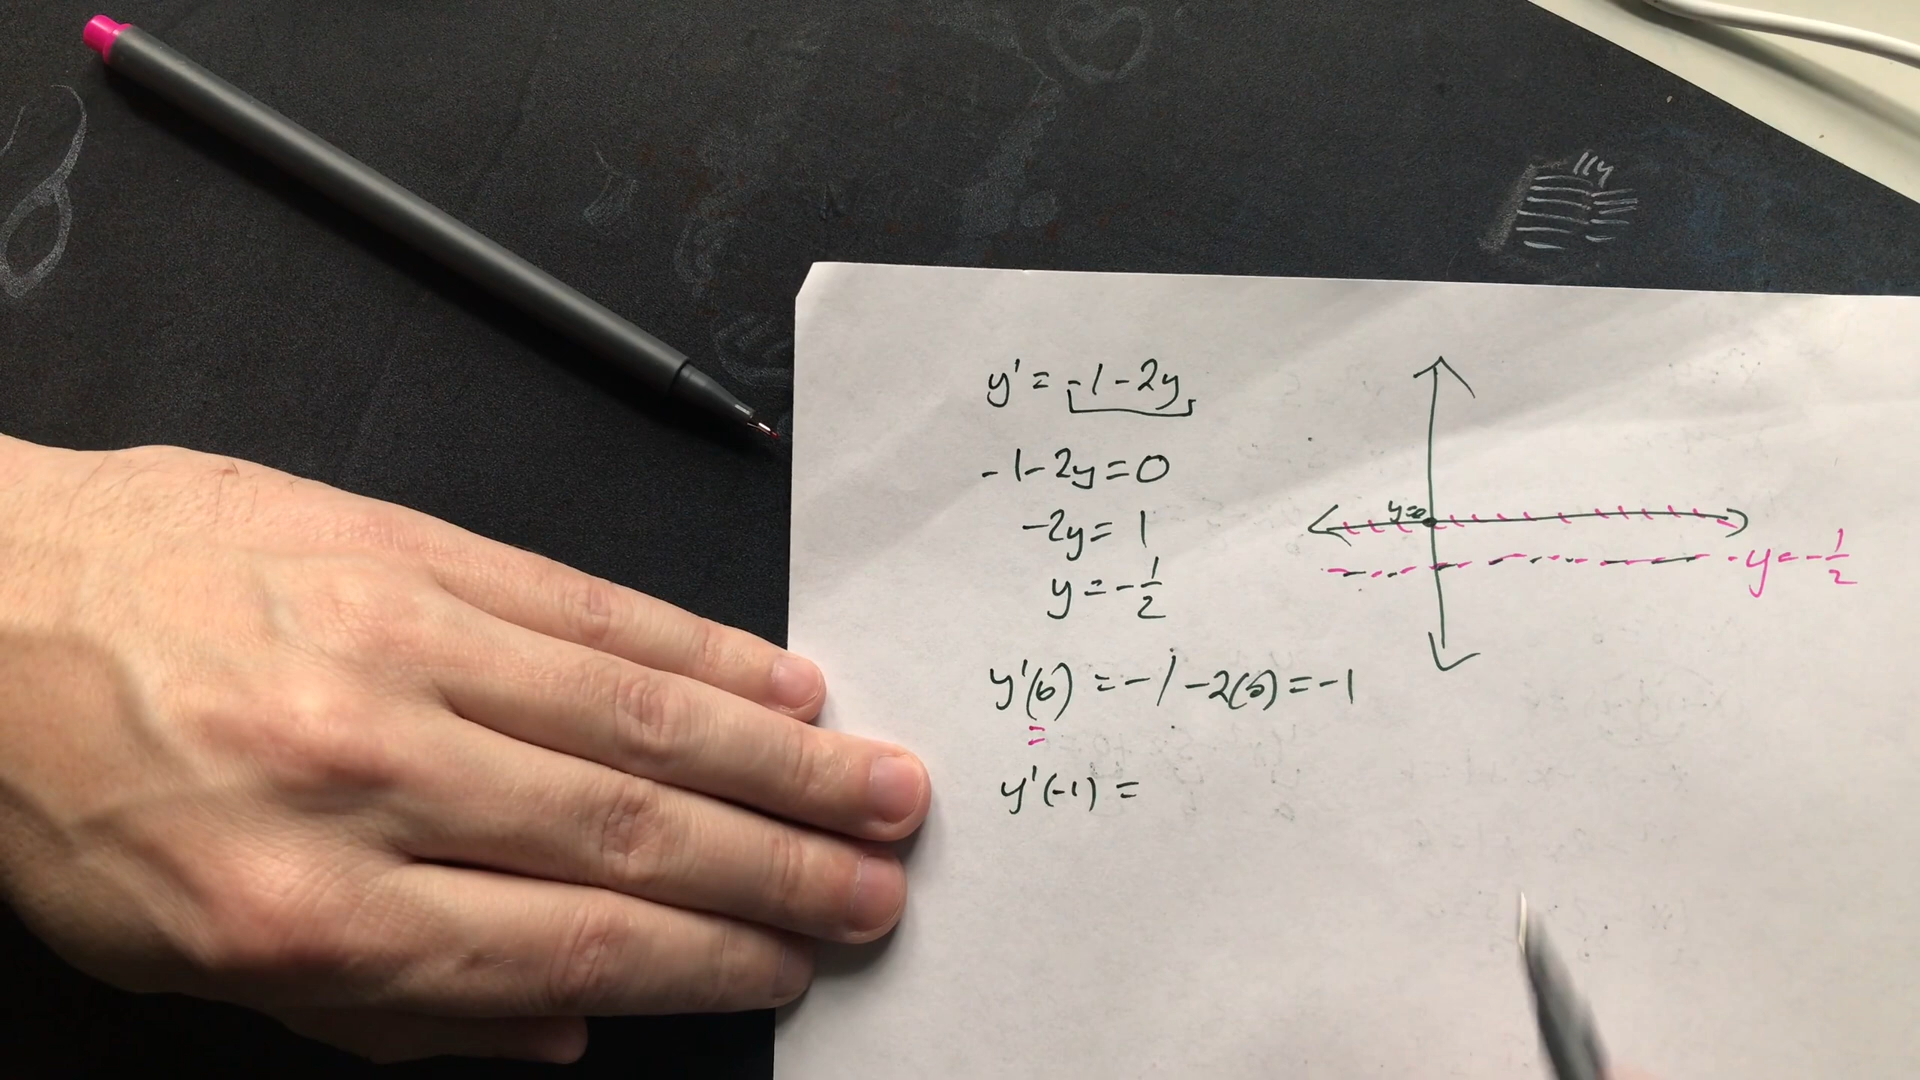 y' = -1 - 2y
-1 - 2y = 0
-2y = 1
y = -1/2
y'(0) = -1 - 2(0) = -1
y'(-1) =
y=0
y = -1/2